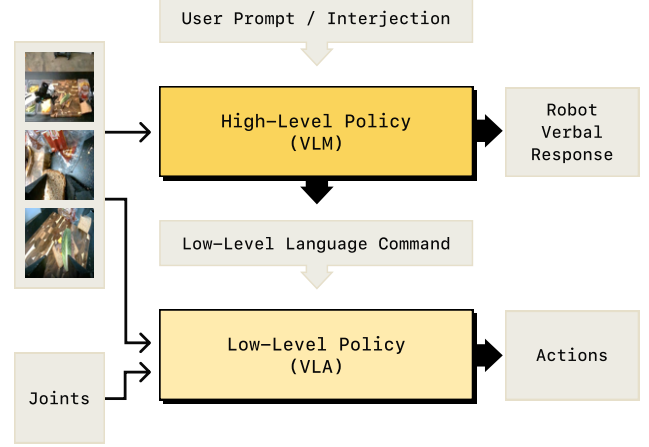 User Prompt / Interjection
High-Level Policy
(VLM)
Robot
Verbal
Response
Low-Level Language Command
Low-Level Policy
(VLA)
Actions
Joints